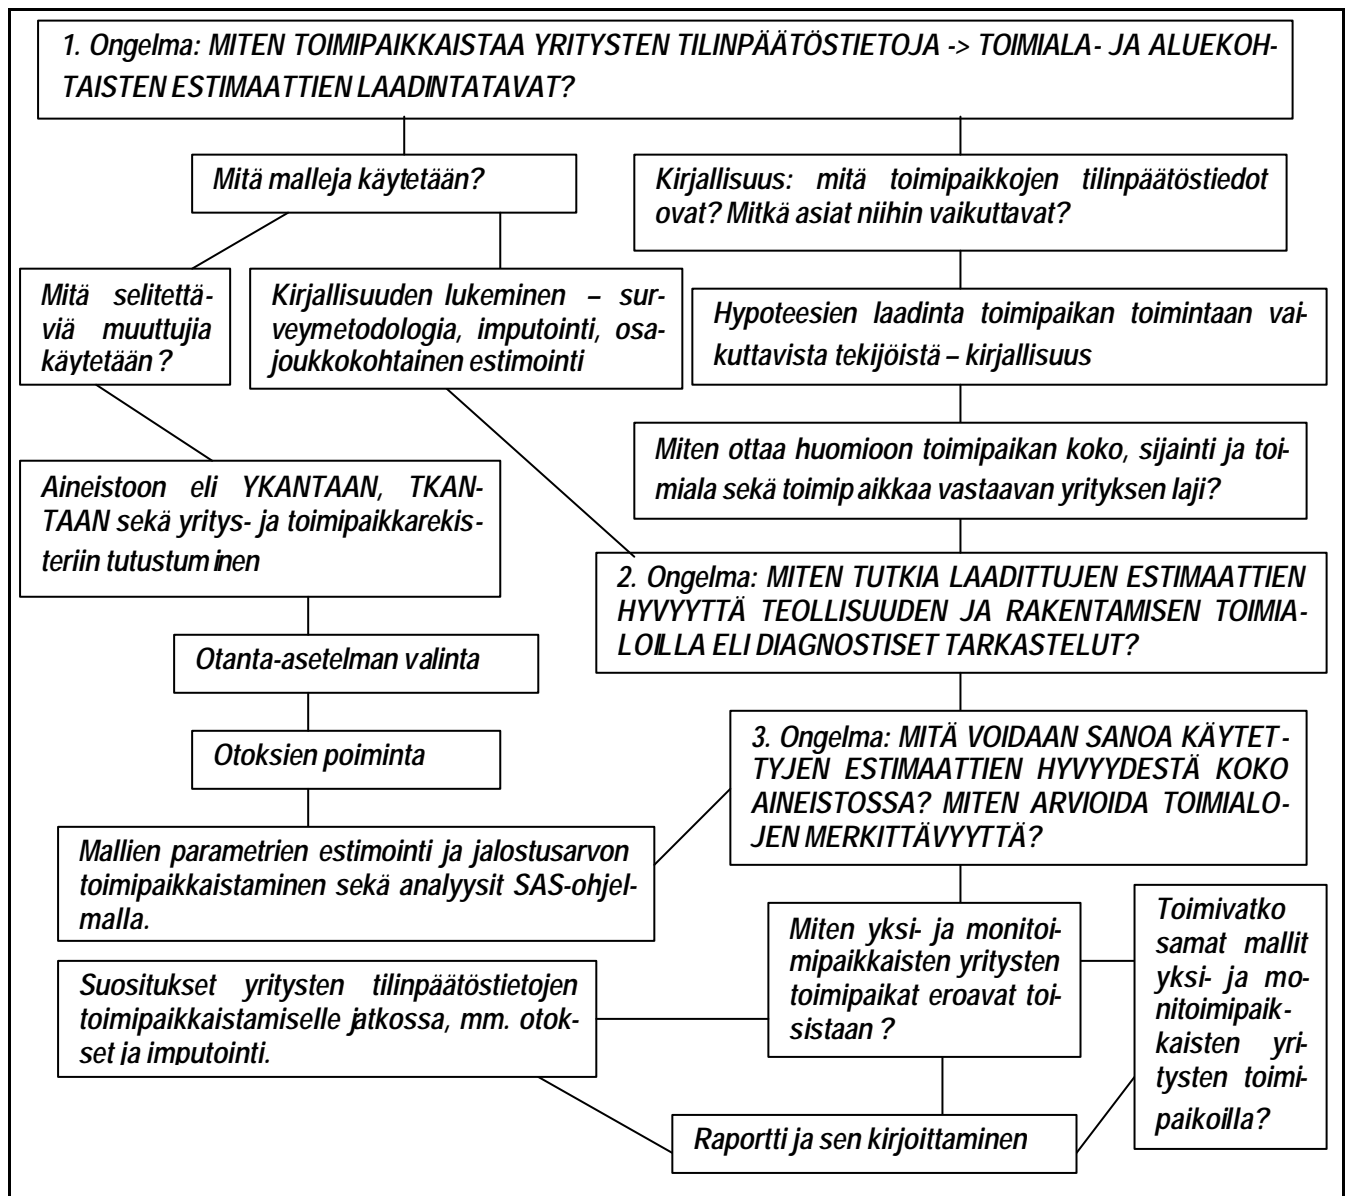 1. Ongelma: MITEN TOIMIPAIKKAISTAA YRITYSTEN TILINPÄÄTÖSTIETOJA -> TOIMIALA- JA ALUEKOH-
TAISTEN ESTIMAATTIEN LAADINTATAVAT?
Mitä malleja käytetään?
Kirjallisuus: mitä toimipaikkojen tilinpäätöstiedot
ovat? Mitkä asiat niihin vaikuttavat?
Mitä selitettä-
viä muuttujia
käytetään?
Kirjallisuuden lukeminen – sur-
veymetodologia, imputointi, osa-
joukkokohtainen estimointi
Hypoteesien laadinta toimipaikan toimintaan vai-
kuttavista tekijöistä – kirjallisuus
Miten ottaa huomioon toimipaikan koko, sijainti ja toi-
miala sekä toimipaikkaa vastaavan yrityksen laji?
Aineistoon eli YKANTAAN, TKAN-
TAAN sekä yritys- ja toimipaikkarekis-
teriin tutustuminen
2. Ongelma: MITEN TUTKIA LAADITTUJEN ESTIMAATTIEN
HYVYYTTÄ TEOLLISUUDEN JA RAKENTAMISEN TOIMIA-
LOILLA ELI DIAGNOSTISET TARKASTELUT?
Otanta-asetelman valinta
Otoksien poiminta
3. Ongelma: MITÄ VOIDAAN SANOA KÄYTET-
TYJEN ESTIMAATTIEN HYVYYDESTÄ KOKO
AINEISTOSSA? MITEN ARVIOIDA TOIMIALO-
JEN MERKITTÄVYYTTÄ?
Mallien parametrien estimointi ja jalostusarvon
toimipaikkaistaminen sekä analyysit SAS-ohjel-
malla.
Miten yksi- ja monitoi-
mipaikkaisten yritysten
toimipaikat eroavat toi-
sistaan ?
Toimivatko
samat mallit
yksi- ja mo-
nitoimipaik-
kaisten yri-
tysten toimi-
paikoilla?
Suositukset yritysten tilinpäätöstietojen
toimipaikkaistamiselle jatkossa, mm. otok-
set ja imputointi.
Raportti ja sen kirjoittaminen